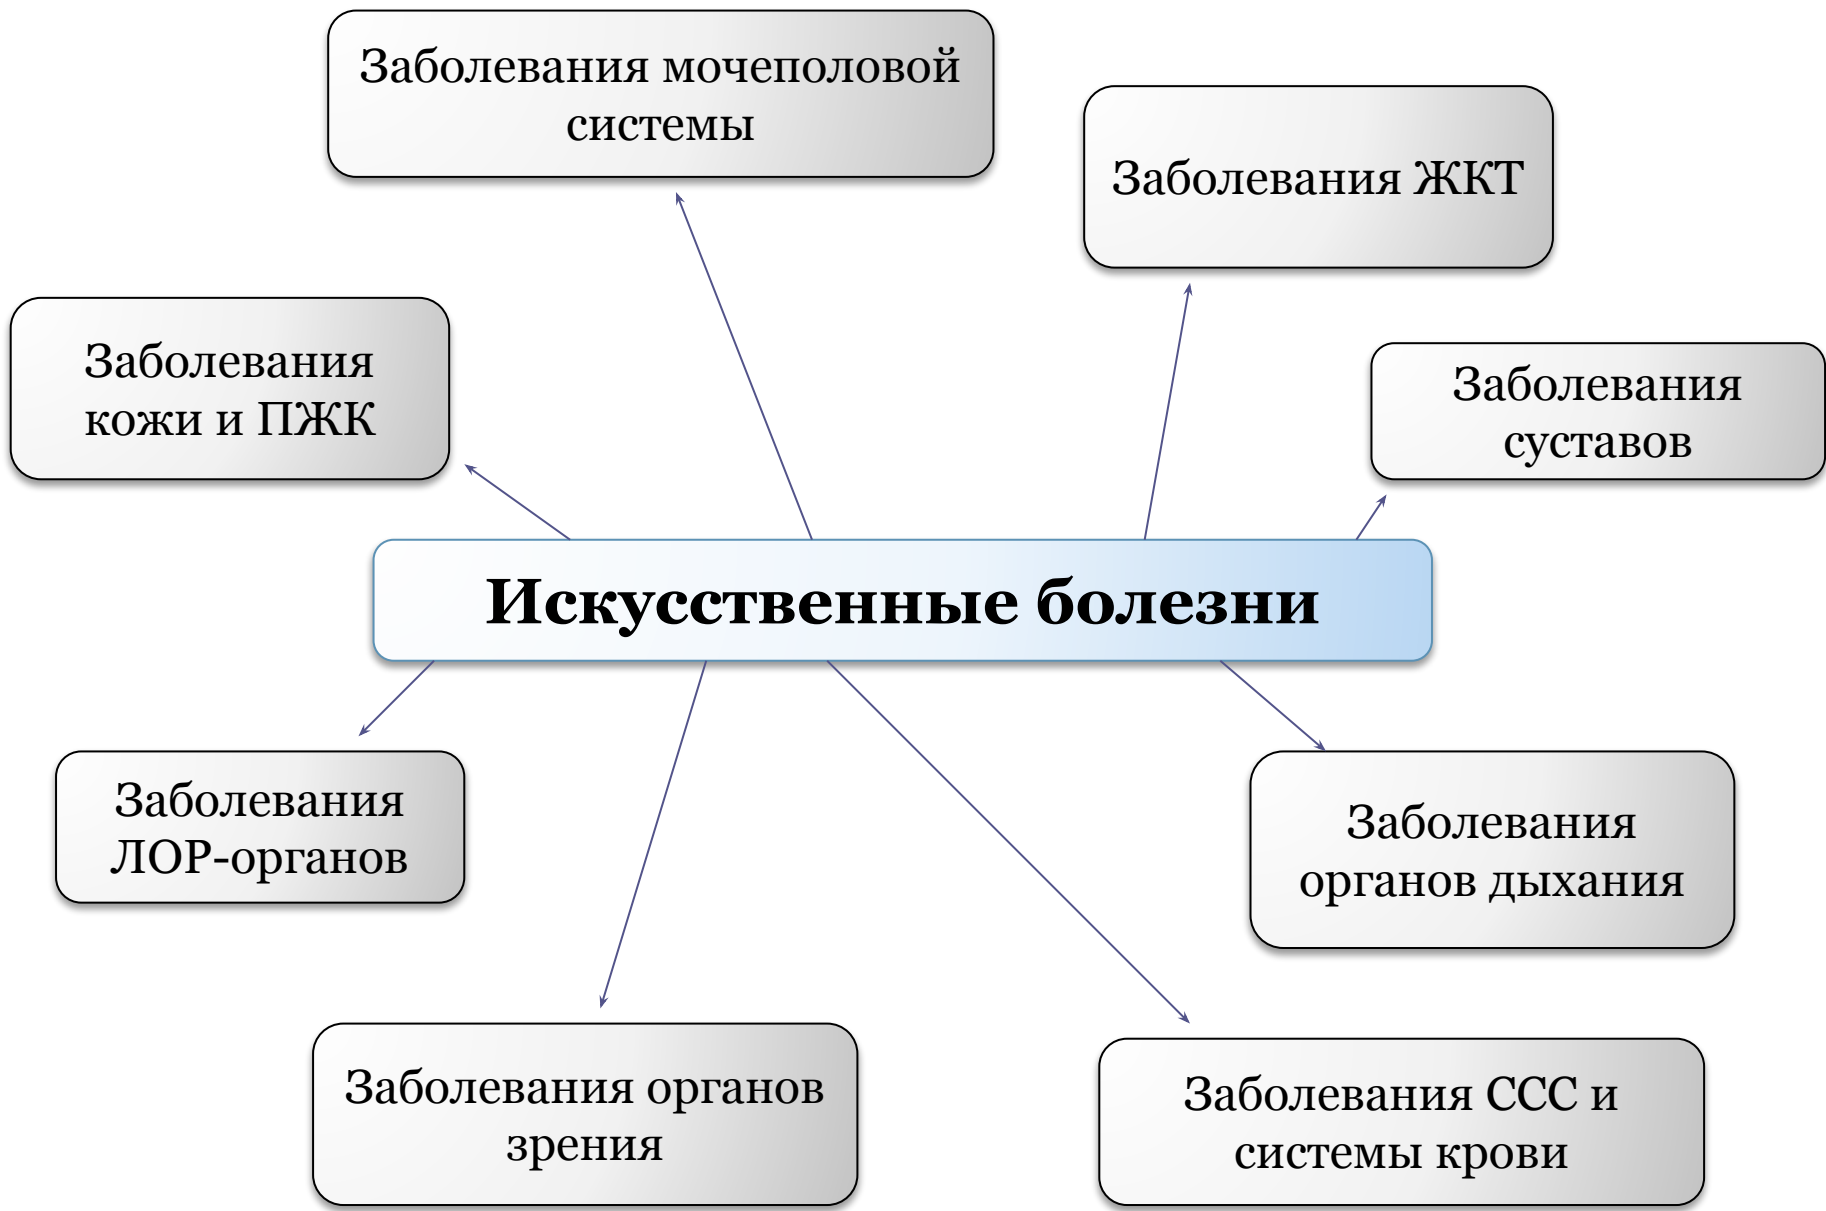 Заболевания мочеполовой
системы
Заболевания ЖКТ
Заболевания
кожи и ПЖК
Заболевания
суставов
Искусственные болезни
Заболевания
ЛОР-органов
Заболевания
органов дыхания
Заболевания органов
зрения
Заболевания ССС и
системы крови